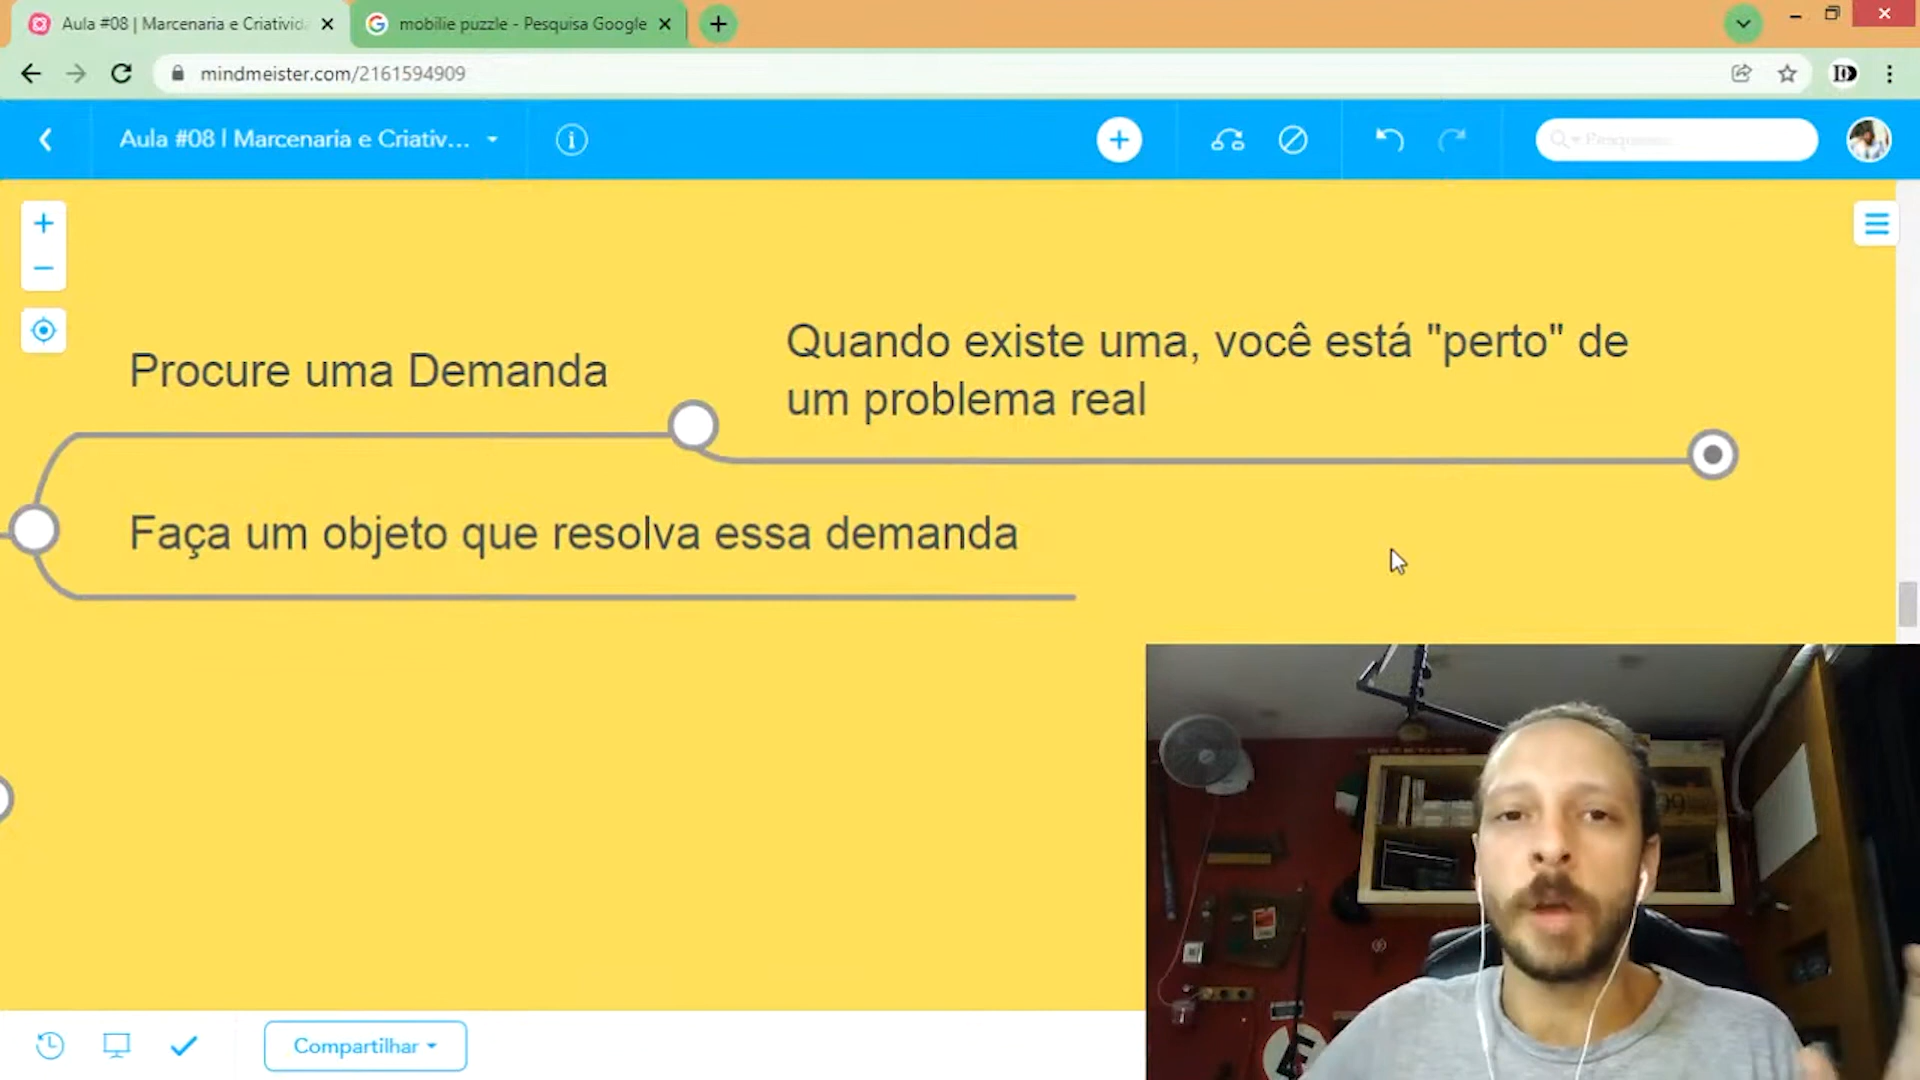 Aula #08 | Marcenaria e Criativida
mobilie puzzle - Pesquisa Google
mindmeister.com/2161594909
Aula #08 | Marcenaria e Criativ...
Procure uma Demanda
Quando existe uma, você está "perto" de
um problema real
Faça um objeto que resolva essa demanda
Compartilhar